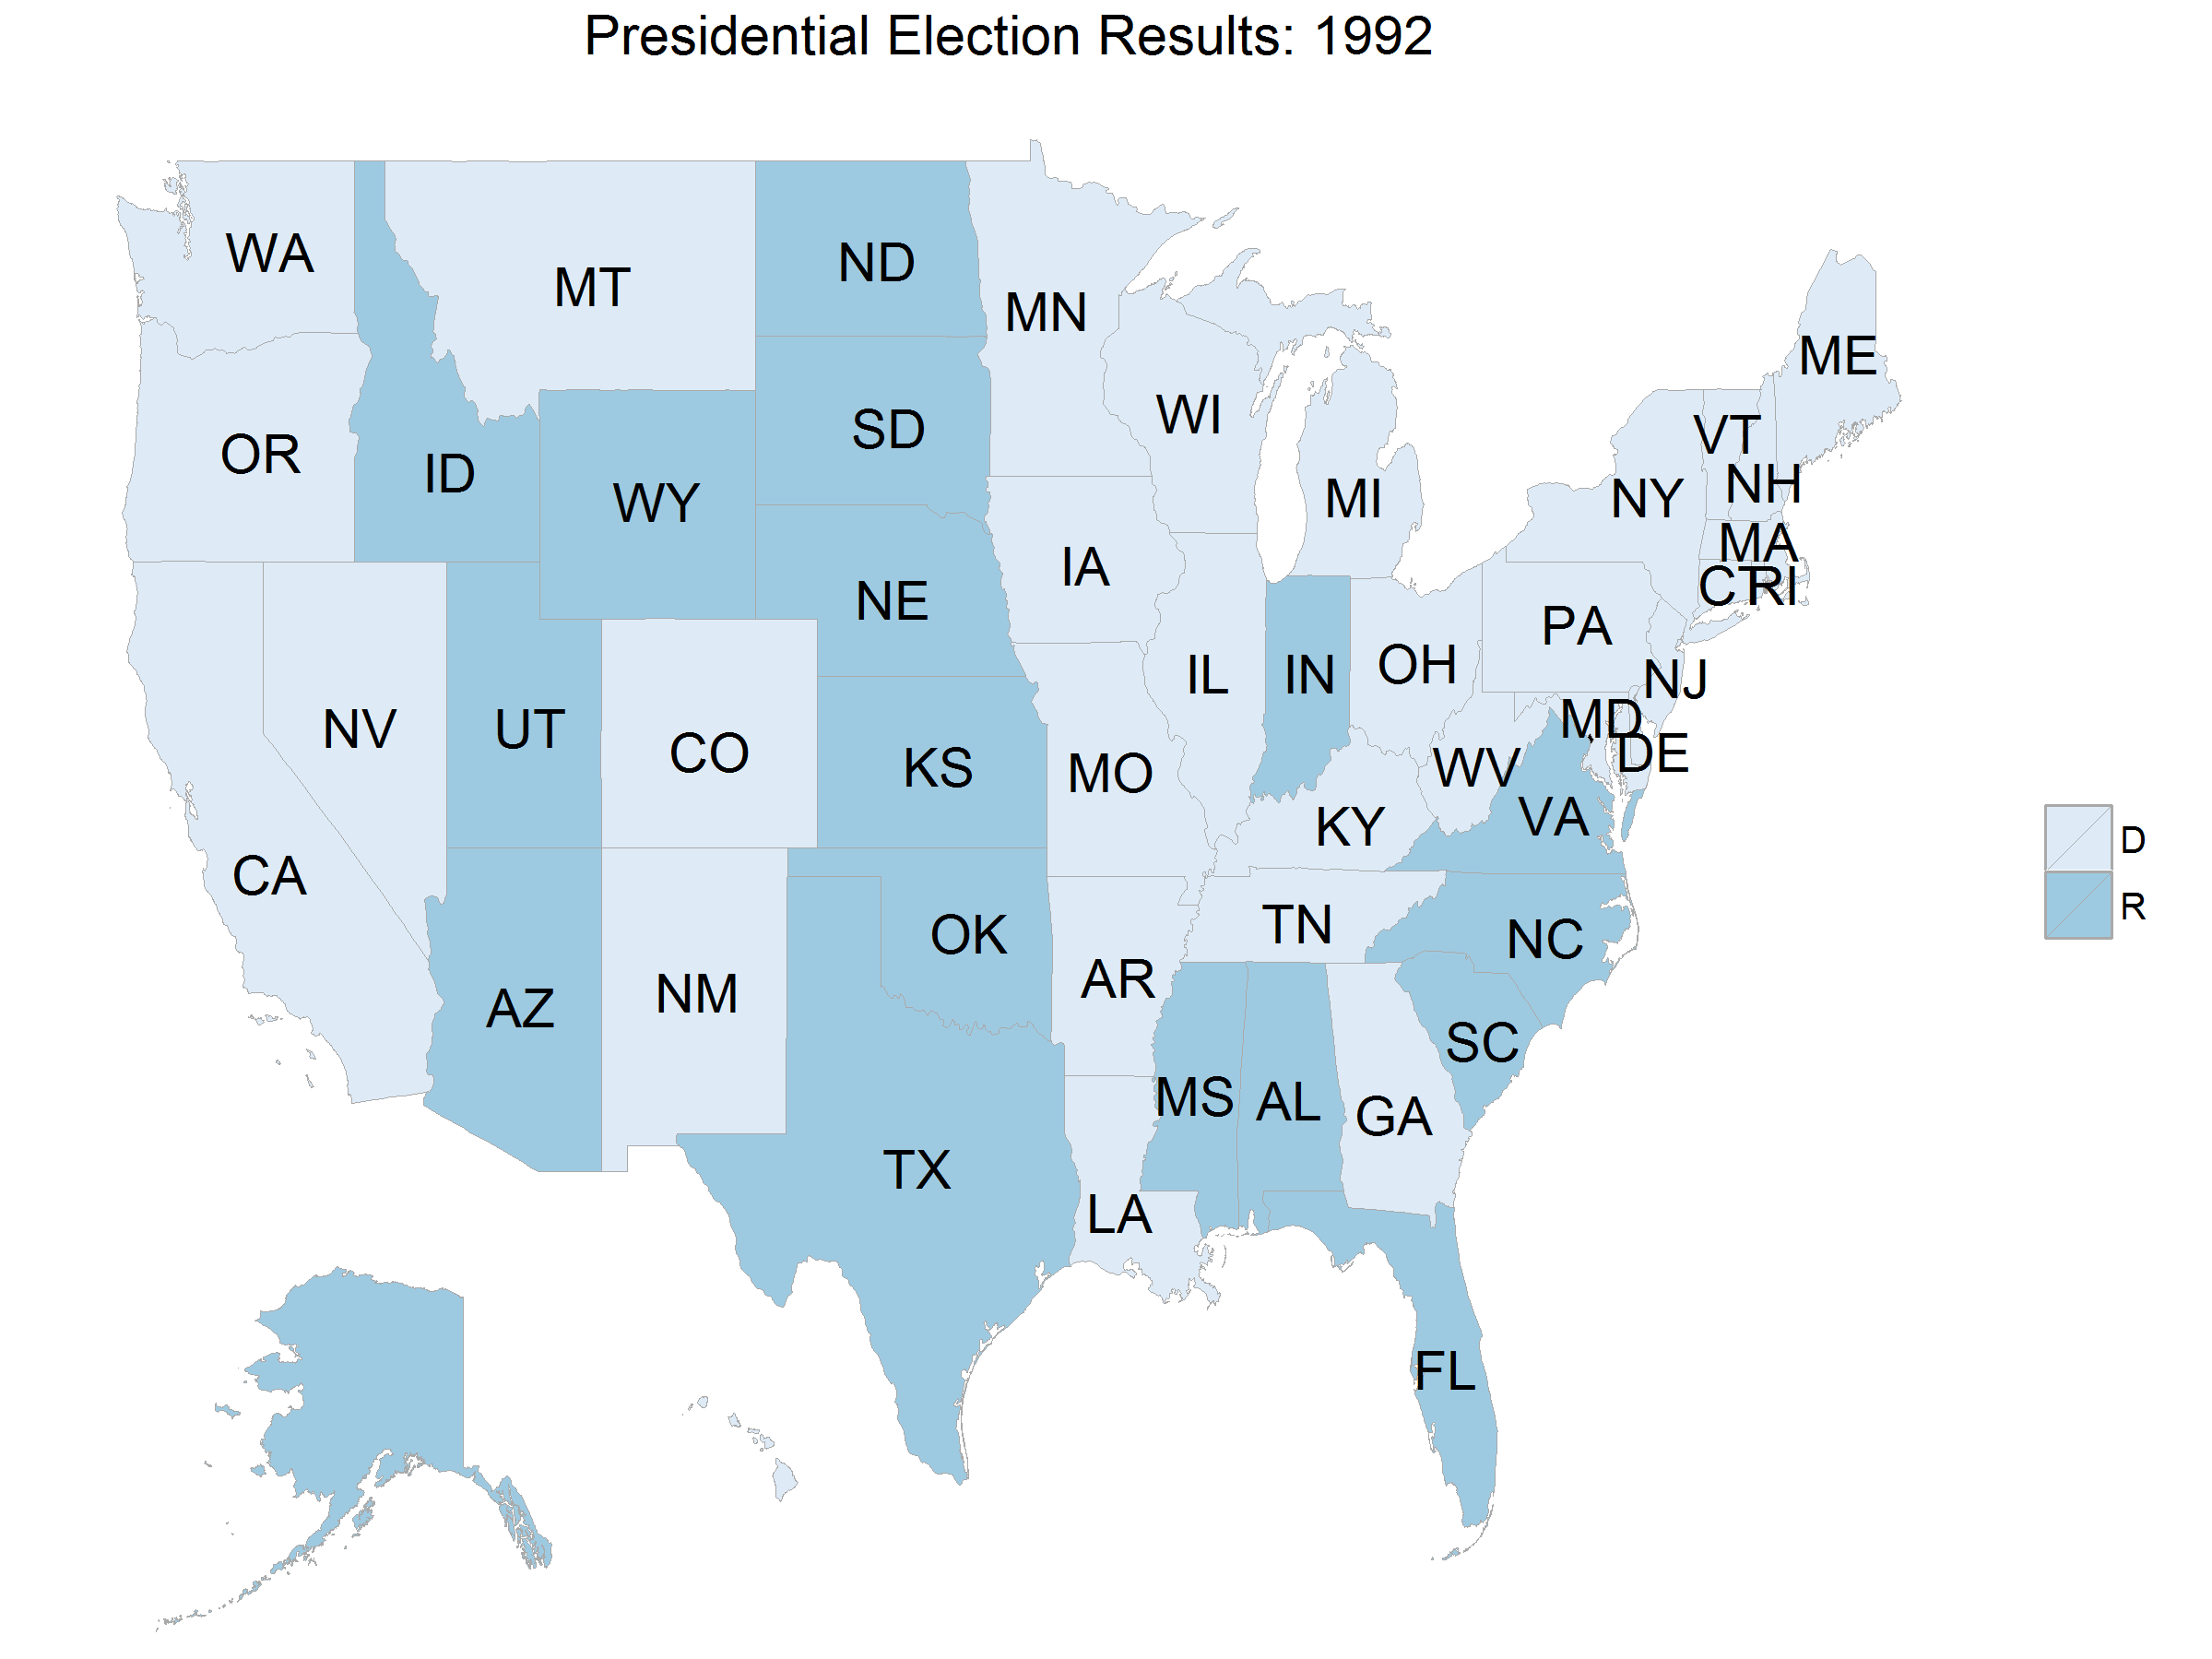 Presidential Election Results: 1992
WA
MT
ND
MN
ME
OR
ID
WY
SD
WI
MI
NY
VT
NH
MA
CT
RI
NE
IA
PA
NV
UT
CO
KS
MO
IL
IN
OH
NJ
MD
DE
WV
VA
KY
CA
AZ
NM
OK
AR
TN
NC
SC
TX
LA
MS
AL
GA
FL
D
R